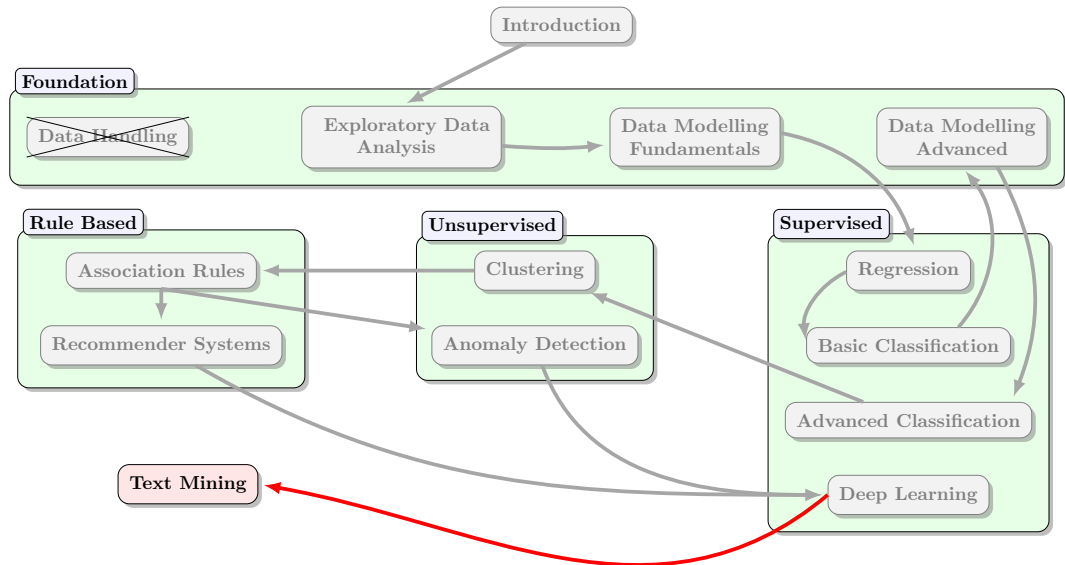 Introduction
Foundation
Data Handling
Exploratory Data
Analysis
Data Modelling
Fundamentals
Data Modelling
Advanced
Rule Based
Association Rules
Recommender Systems
Unsupervised
Clustering
Anomaly Detection
Supervised
Regression
Basic Classification
Advanced Classification
Deep Learning
Text Mining